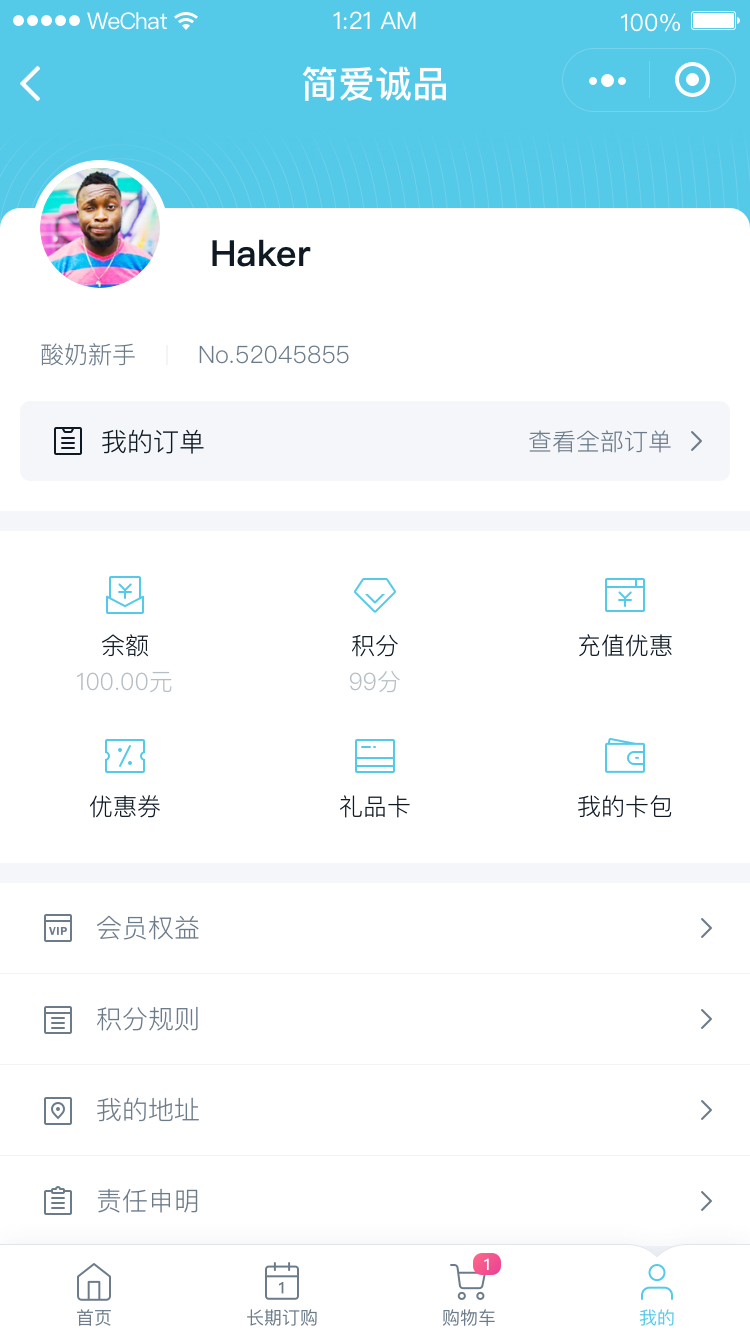 WeChat 1:21 AM 100%
简爱诚品
Haker
酸奶新手 No.52045855
我的订单 查看全部订单
余额 积分 充值优惠
100.00元 99分
优惠券 礼品卡 我的卡包
VIP 会员权益
积分规则
我的地址
责任申明
1 1
首页 长期订购 购物车 我的